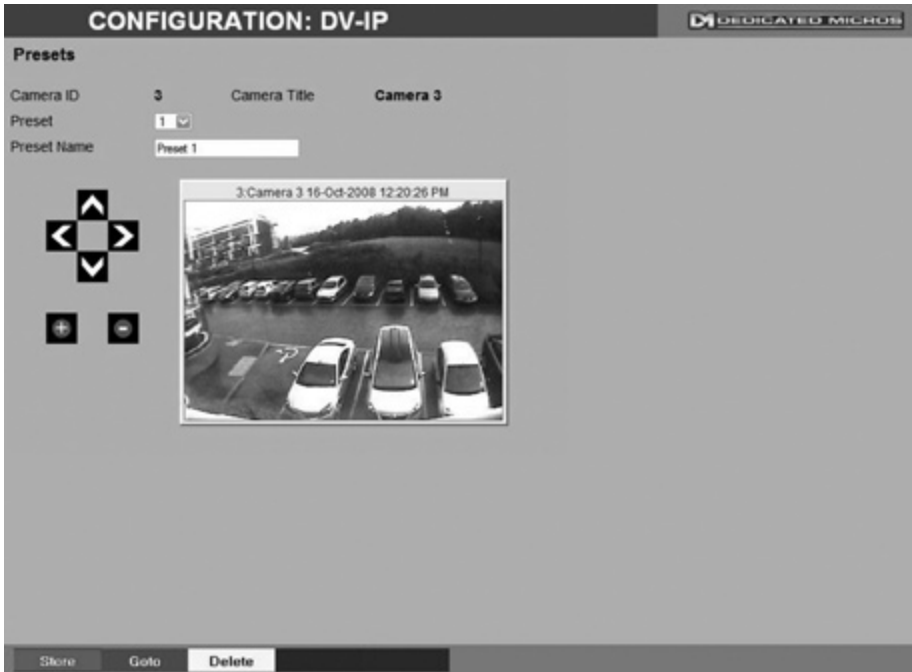 CONFIGURATION: DV-IP
DEDICATED MICROS
Presets
Camera ID 3 Camera Title Camera 3
Preset 1
Preset Name Preset 1
3:Camera 3 16-Oct-2008 12:20:26 PM
Store Goto Delete